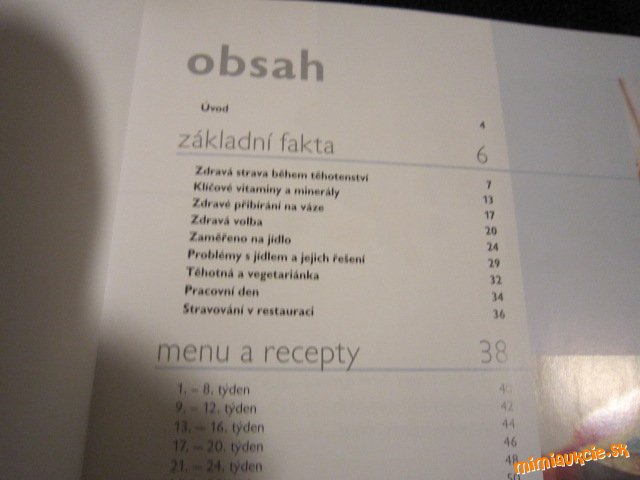 obsah
Úvod 4
základní fakta 6
Zdravá strava během těhotenství 7
Klíčové vitaminy a minerály 13
Zdravé přibírání na váze 17
Zdravá volba 20
Zaměřeno na jídlo 24
Problémy s jídlem a jejich řešení 29
Těhotná a vegetariánka 32
Pracovní den 34
Stravování v restauraci 36
menu a recepty 38
1. – 8. týden 40
9. – 12. týden 42
13. – 16. týden 44
17. – 20. týden 46
21. – 24. týden 48
50
mimiaukcie.sk